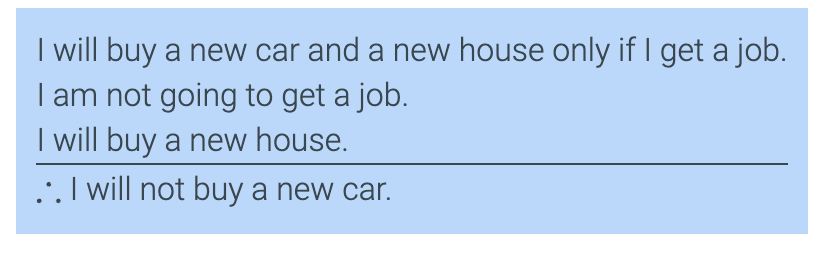 I will buy a new car and a new house only if I get a job.
I am not going to get a job.
I will buy a new house.
∴ I will not buy a new car.